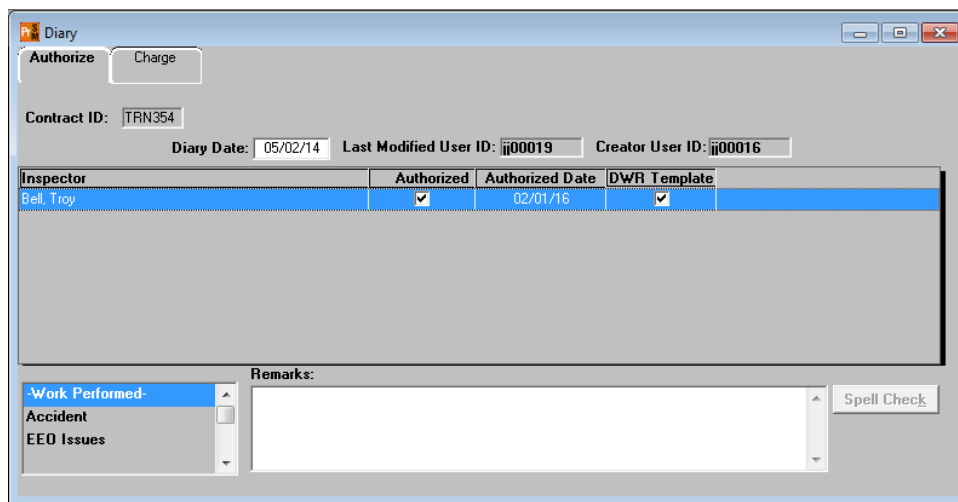 Diary
Authorize Charge
Contract ID: TRN354
Diary Date: 05/02/14 Last Modified User ID: jj00019 Creator User ID: jj00016
Inspector Authorized Authorized Date DWR Template
Bell, Troy 02/01/16
Remarks:
-Work Performed-
Accident
EEO Issues
Spell Check